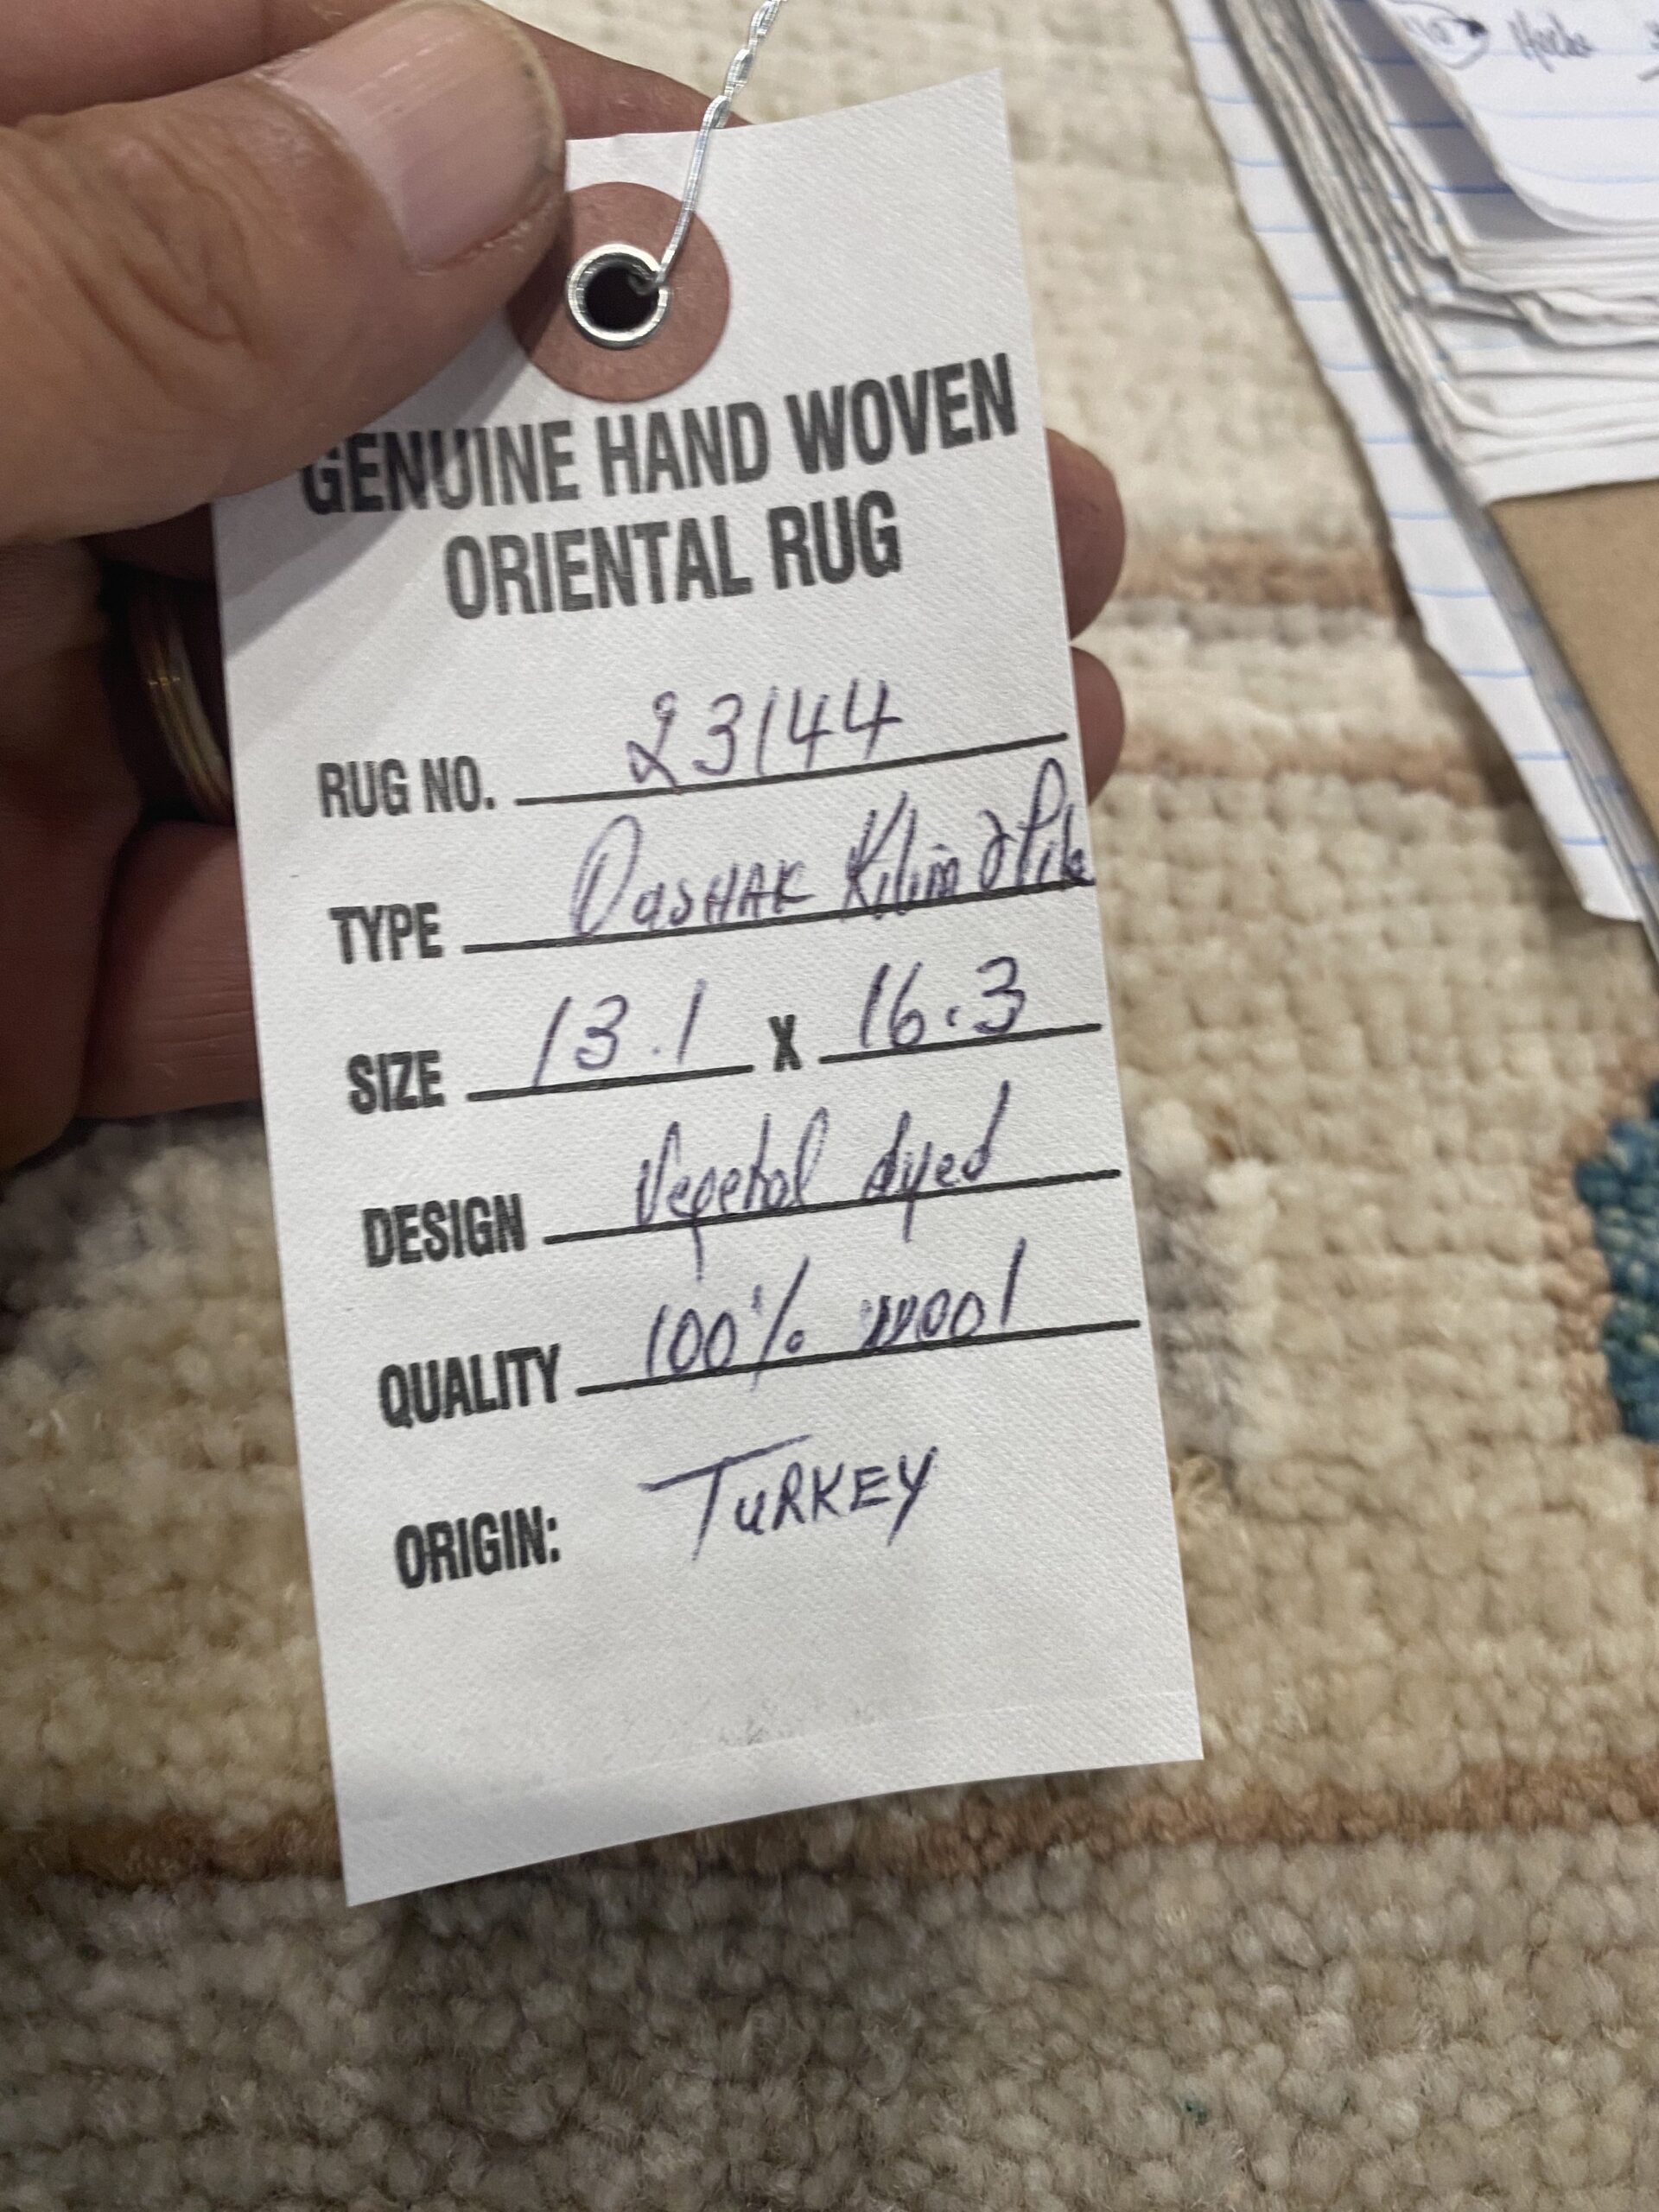 GENUINE HAND WOVEN
ORIENTAL RUG
RUG NO. 23144
TYPE Kilim & Pile
SIZE 13.1 X 16.3
DESIGN Vegetal dyed
QUALITY 100% wool
ORIGIN: TURKEY